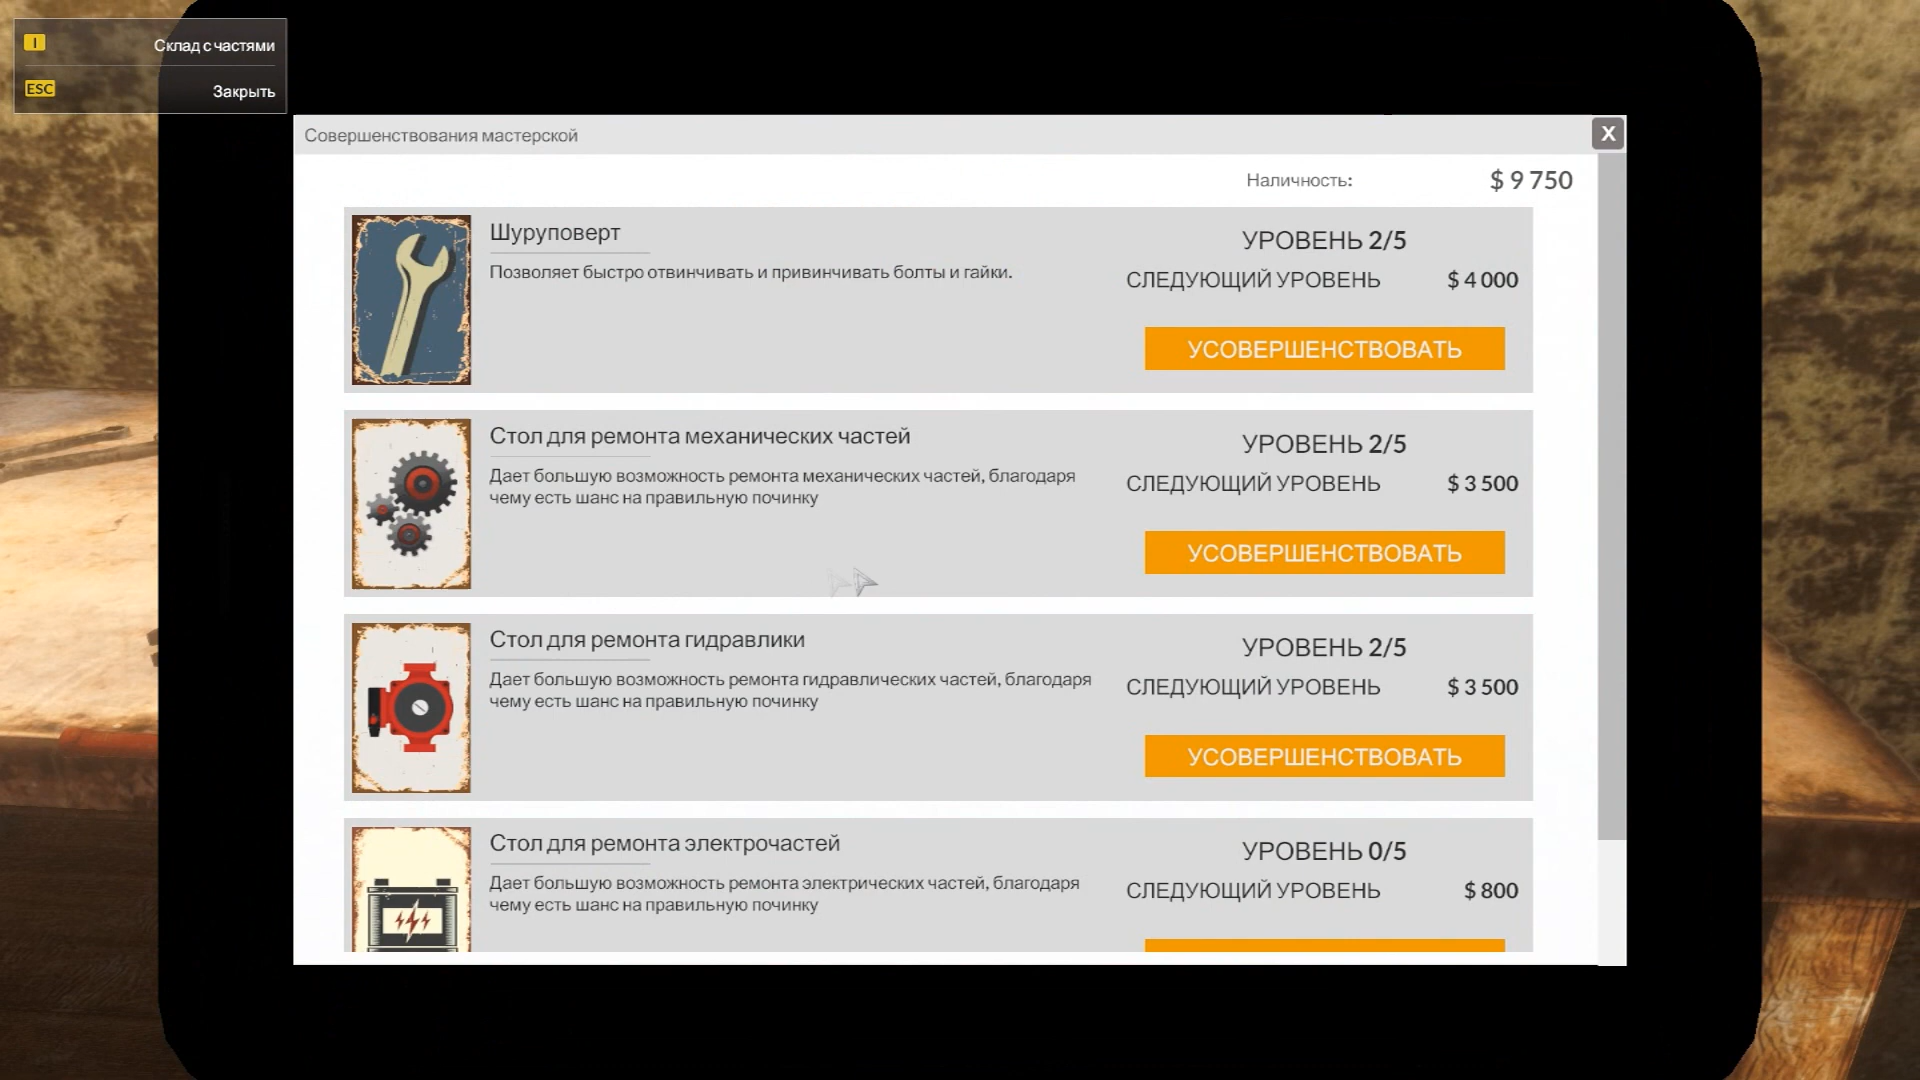 I
Склад с частями
ESC
Закрыть
Совершенствования мастерской
X
Наличность:
$ 9 750
Шуруповерт
Позволяет быстро отвинчивать и привинчивать болты и гайки.
УРОВЕНЬ 2/5
СЛЕДУЮЩИЙ УРОВЕНЬ $ 4 000
УСОВЕРШЕНСТВОВАТЬ
Стол для ремонта механических частей
Дает большую возможность ремонта механических частей, благодаря
чему есть шанс на правильную починку
УРОВЕНЬ 2/5
СЛЕДУЮЩИЙ УРОВЕНЬ $ 3 500
УСОВЕРШЕНСТВОВАТЬ
Стол для ремонта гидравлики
Дает большую возможность ремонта гидравлических частей, благодаря
чему есть шанс на правильную починку
УРОВЕНЬ 2/5
СЛЕДУЮЩИЙ УРОВЕНЬ $ 3 500
УСОВЕРШЕНСТВОВАТЬ
Стол для ремонта электрочастей
Дает большую возможность ремонта электрических частей, благодаря
чему есть шанс на правильную починку
УРОВЕНЬ 0/5
СЛЕДУЮЩИЙ УРОВЕНЬ $ 800